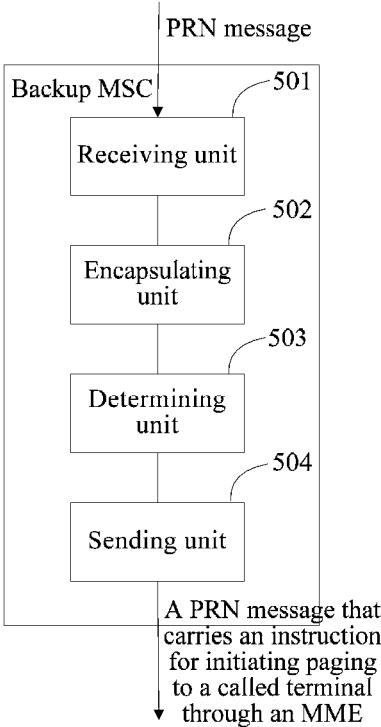 PRN message
Backup MSC
501
Receiving unit
502
Encapsulating
unit
503
Determining
unit
504
Sending unit
A PRN message that
carries an instruction
for initiating paging
to a called terminal
through an MME